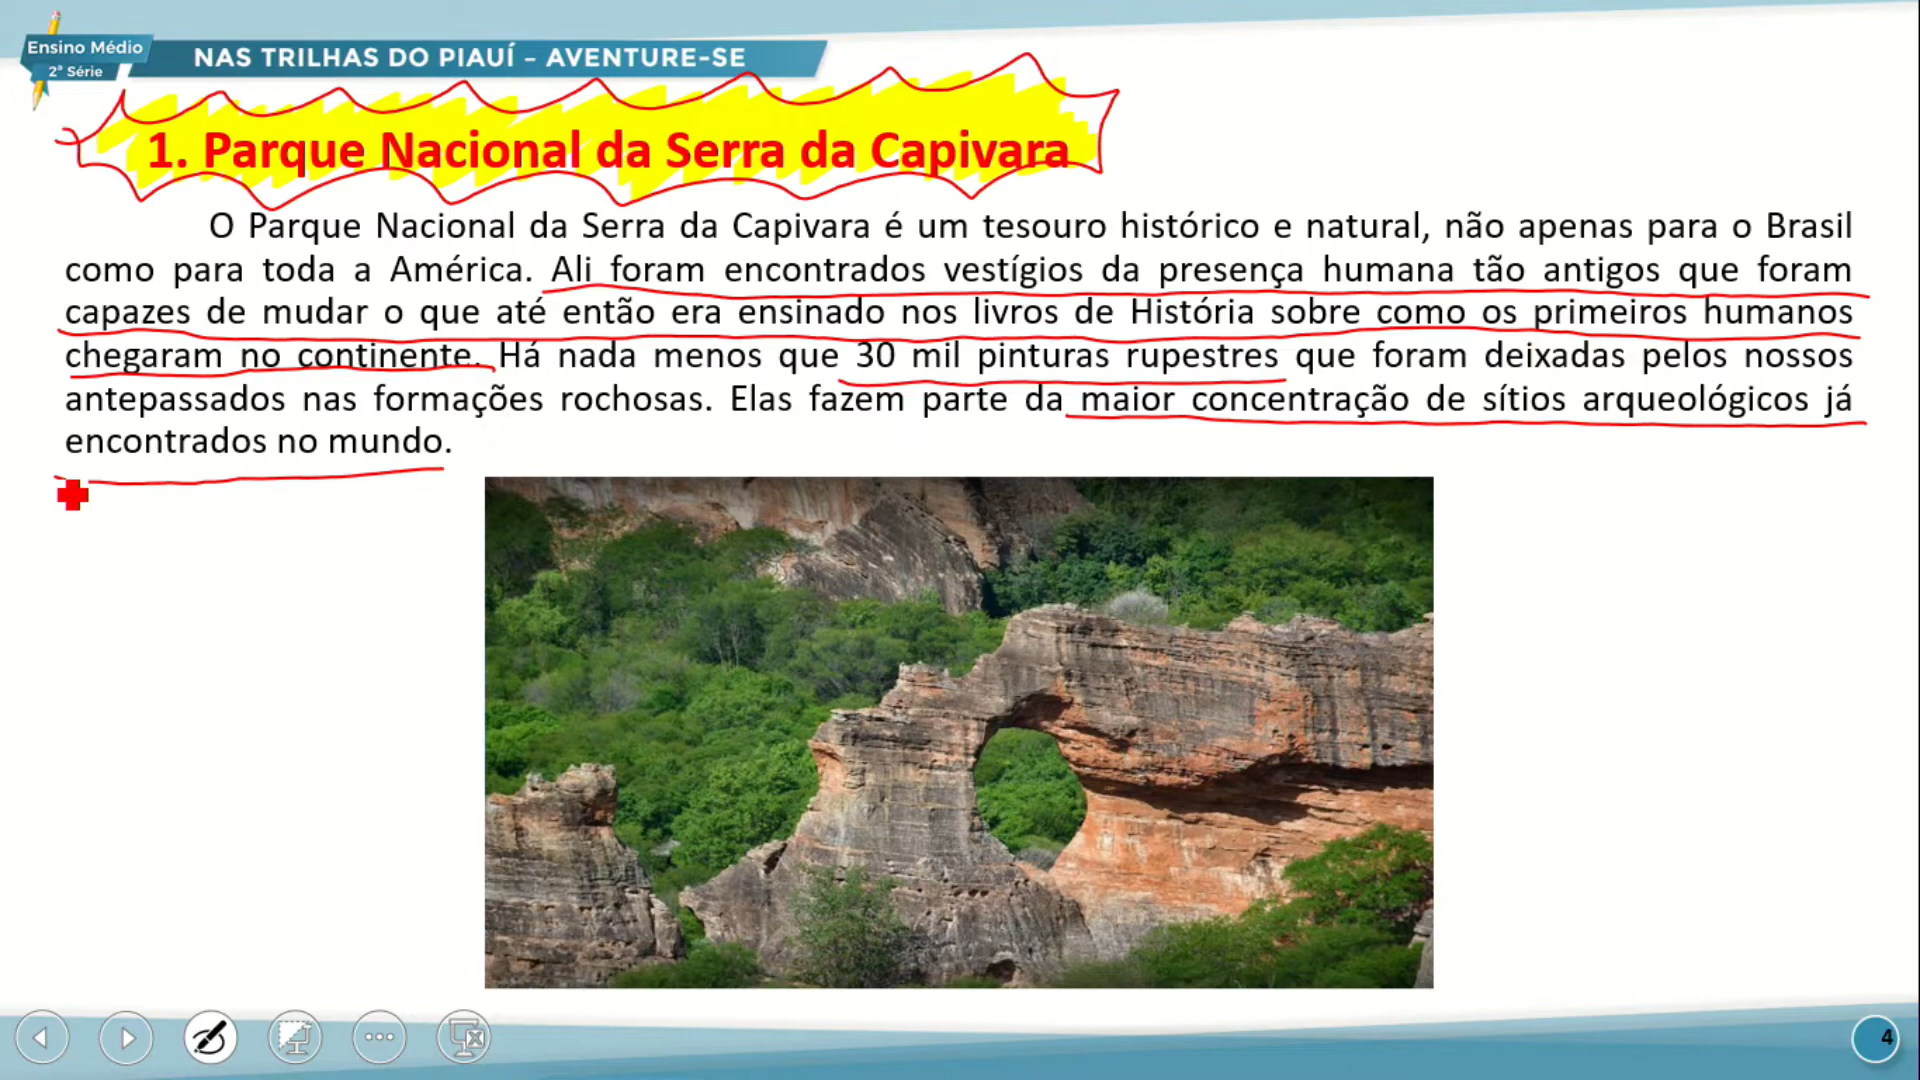 Ensino Médio
2ª Série
NAS TRILHAS DO PIAUÍ – AVENTURE-SE
1. Parque Nacional da Serra da Capivara
O Parque Nacional da Serra da Capivara é um tesouro histórico e natural, não apenas para o Brasil
como para toda a América. Ali foram encontrados vestígios da presença humana tão antigos que foram
capazes de mudar o que até então era ensinado nos livros de História sobre como os primeiros humanos
chegaram no continente. Há nada menos que 30 mil pinturas rupestres que foram deixadas pelos nossos
antepassados nas formações rochosas. Elas fazem parte da maior concentração de sítios arqueológicos já
encontrados no mundo.
4